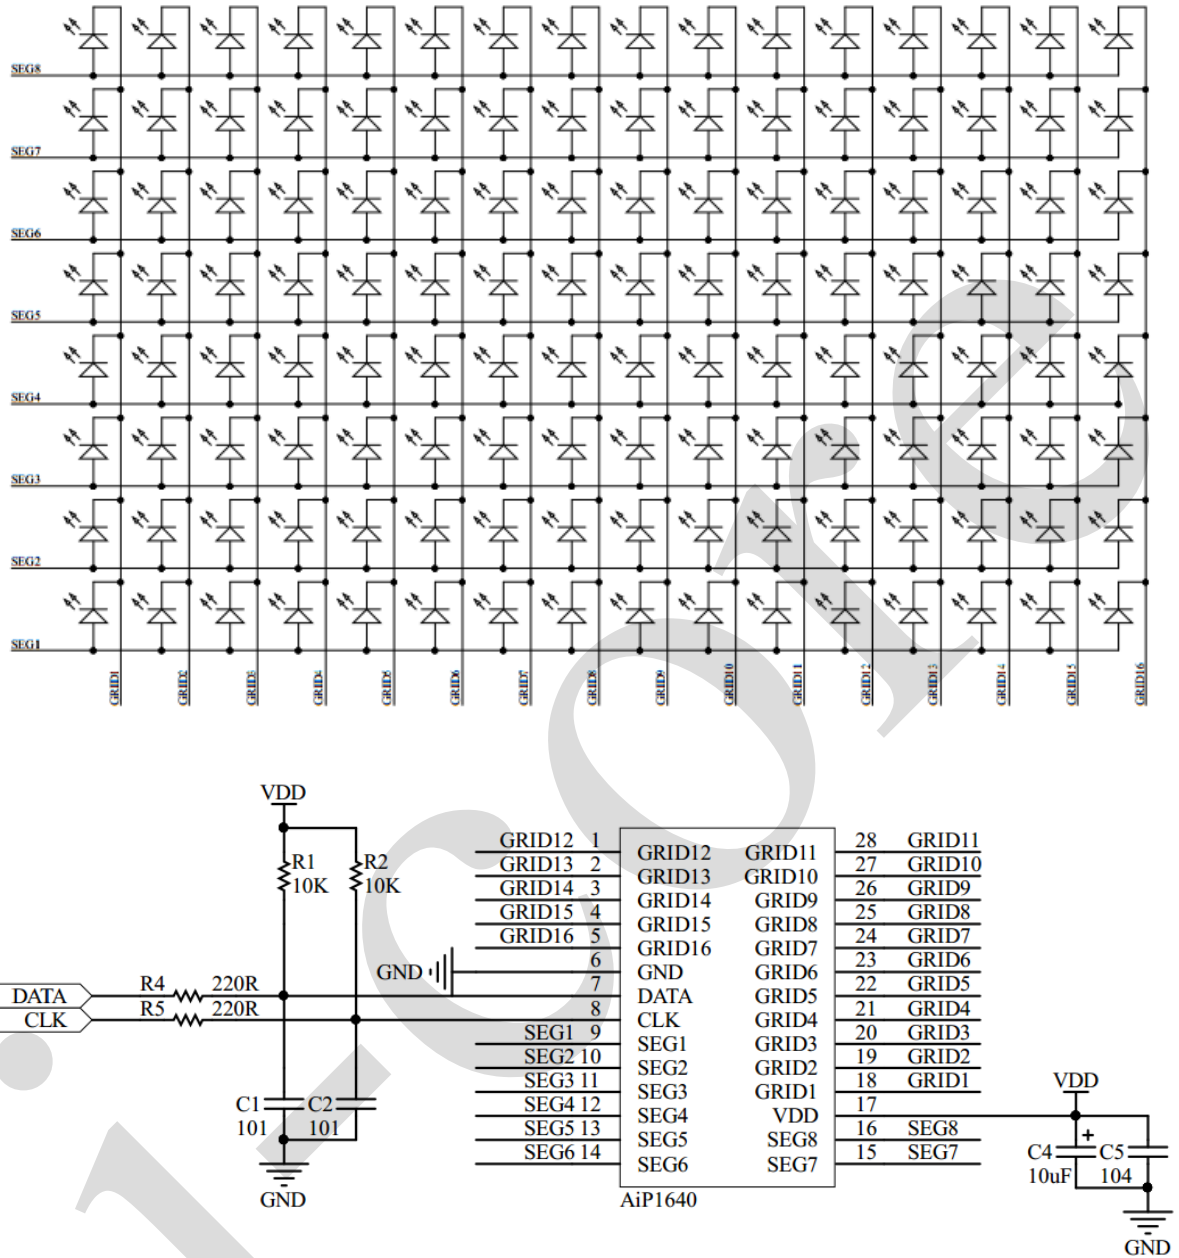 SEG8
SEG7
SEG6
SEG5
SEG4
SEG3
SEG2
SEG1
GRID1 GRID2 GRID3 GRID4 GRID5 GRID6 GRID7 GRID8 GRID9 GRID10 GRID11 GRID12 GRID13 GRID14 GRID15 GRID16
VDD
R1
10K
R2
10K
DATA
CLK
R4 220R
R5 220R
C1
101
C2
101
GND
GND
GRID12 1 GRID12 GRID11 28 GRID11
GRID13 2 GRID13 GRID10 27 GRID10
GRID14 3 GRID14 GRID9 26 GRID9
GRID15 4 GRID15 GRID8 25 GRID8
GRID16 5 GRID16 GRID7 24 GRID7
6 GND GRID6 23 GRID6
7 DATA GRID5 22 GRID5
8 CLK GRID4 21 GRID4
SEG1 9 SEG1 GRID3 20 GRID3
SEG2 10 SEG2 GRID2 19 GRID2
SEG3 11 SEG3 GRID1 18 GRID1
SEG4 12 SEG4 VDD 17
SEG5 13 SEG5 SEG8 16 SEG8
SEG6 14 SEG6 SEG7 15 SEG7
AiP1640
VDD
+
C4
10uF
C5
104
GND
i-core